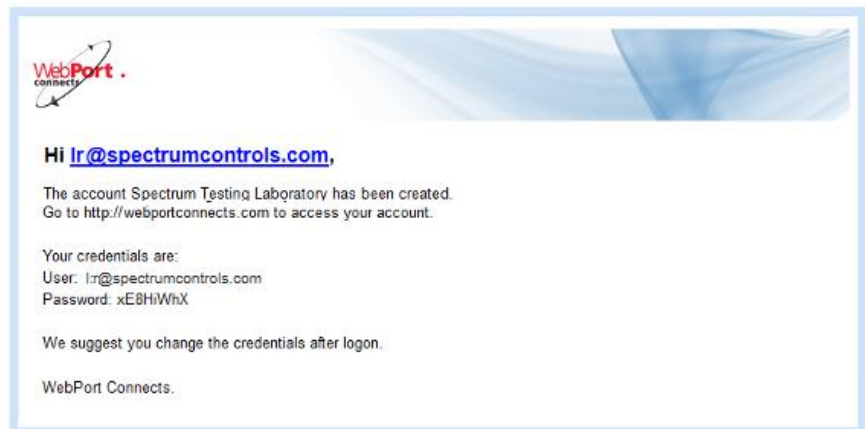 WebPort .
connects
Hi lr@spectrumcontrols.com,
The account Spectrum Testing Laboratory has been created.
Go to http://webportconnects.com to access your account.
Your credentials are:
User: lr@spectrumcontrols.com
Password: xE8HiWhX
We suggest you change the credentials after logon.
WebPort Connects.